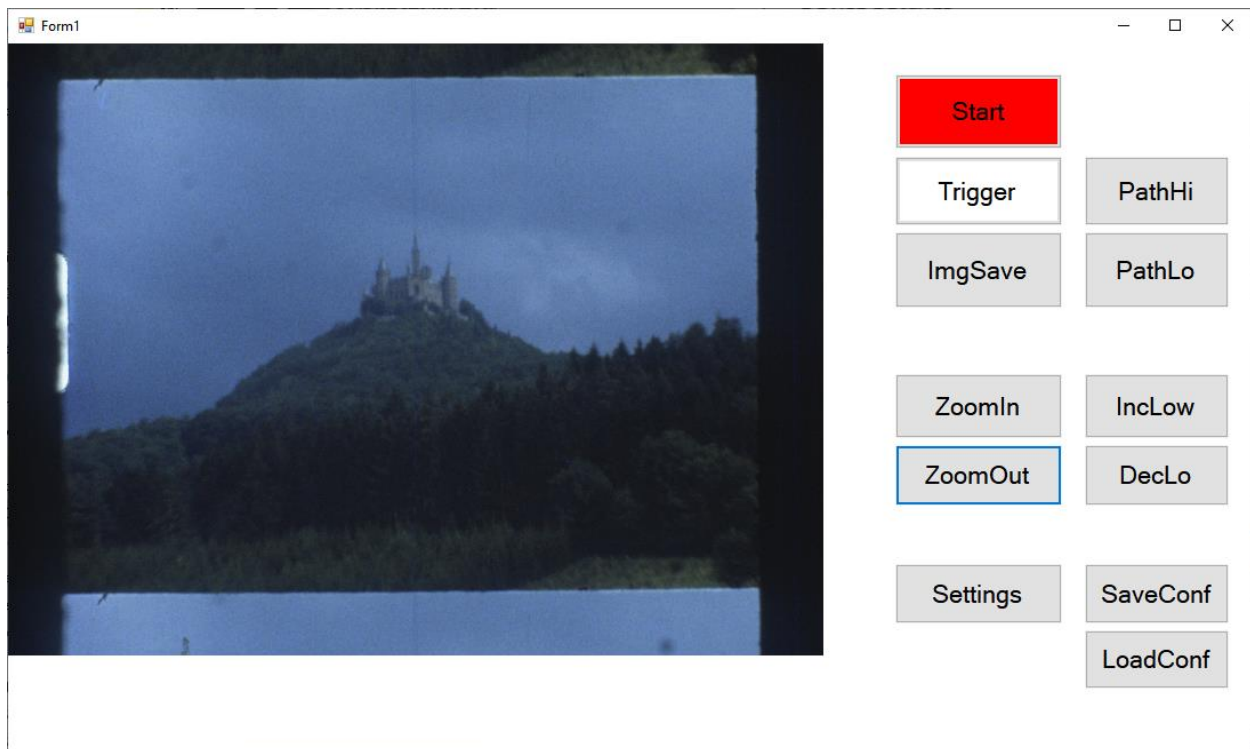 Form1
Start
Trigger
PathHi
ImgSave
PathLo
ZoomIn
IncLow
ZoomOut
DecLo
Settings
SaveConf
LoadConf